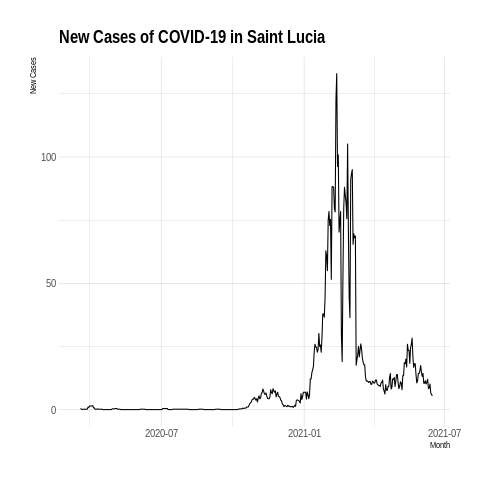 New Cases of COVID-19 in Saint Lucia
New Cases
100
50
0
2020-07
2021-01
2021-07
Month